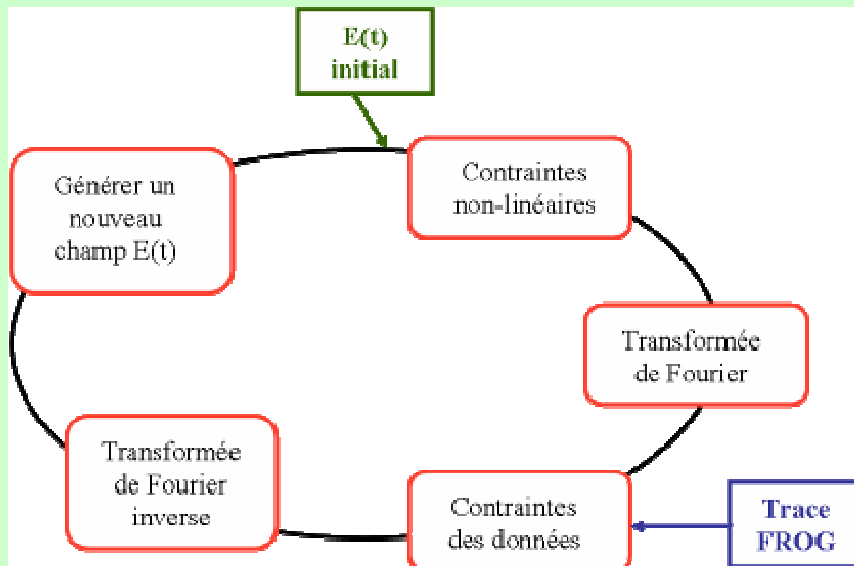 E(t)
initial
Contraintes
non-linéaires
Générer un
nouveau
champ E(t)
Transformée
de Fourier
Transformée
de Fourier
inverse
Contraintes
des données
Trace
FROG